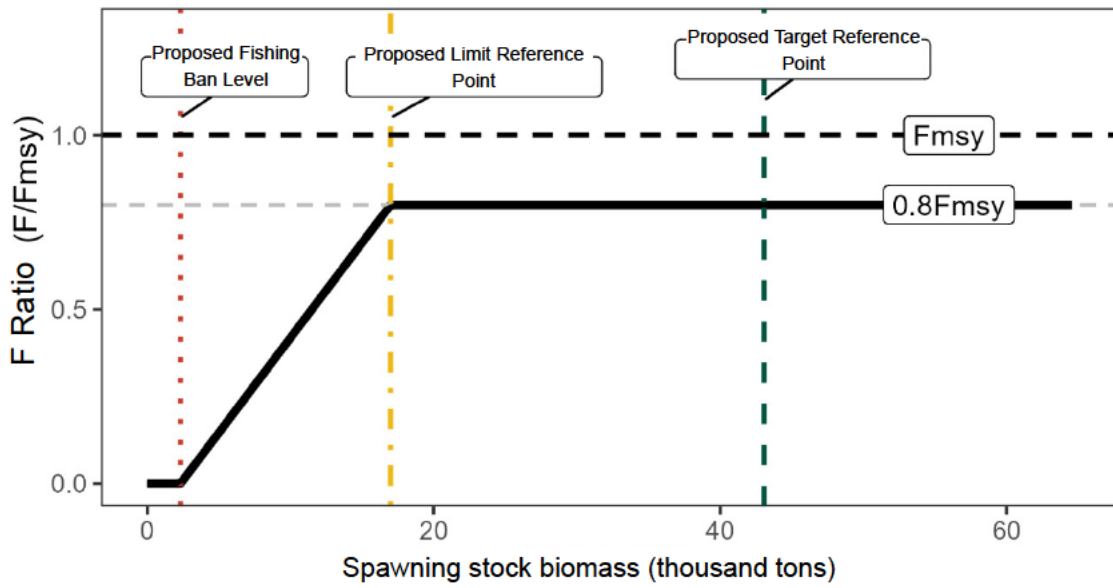 Proposed Fishing
Ban Level
Proposed Limit Reference
Point
Proposed Target Reference
Point
Fmsy
0.8Fmsy
F Ratio (F/Fmsy)
1.0
0.5
0.0
0
20
40
60
Spawning stock biomass (thousand tons)